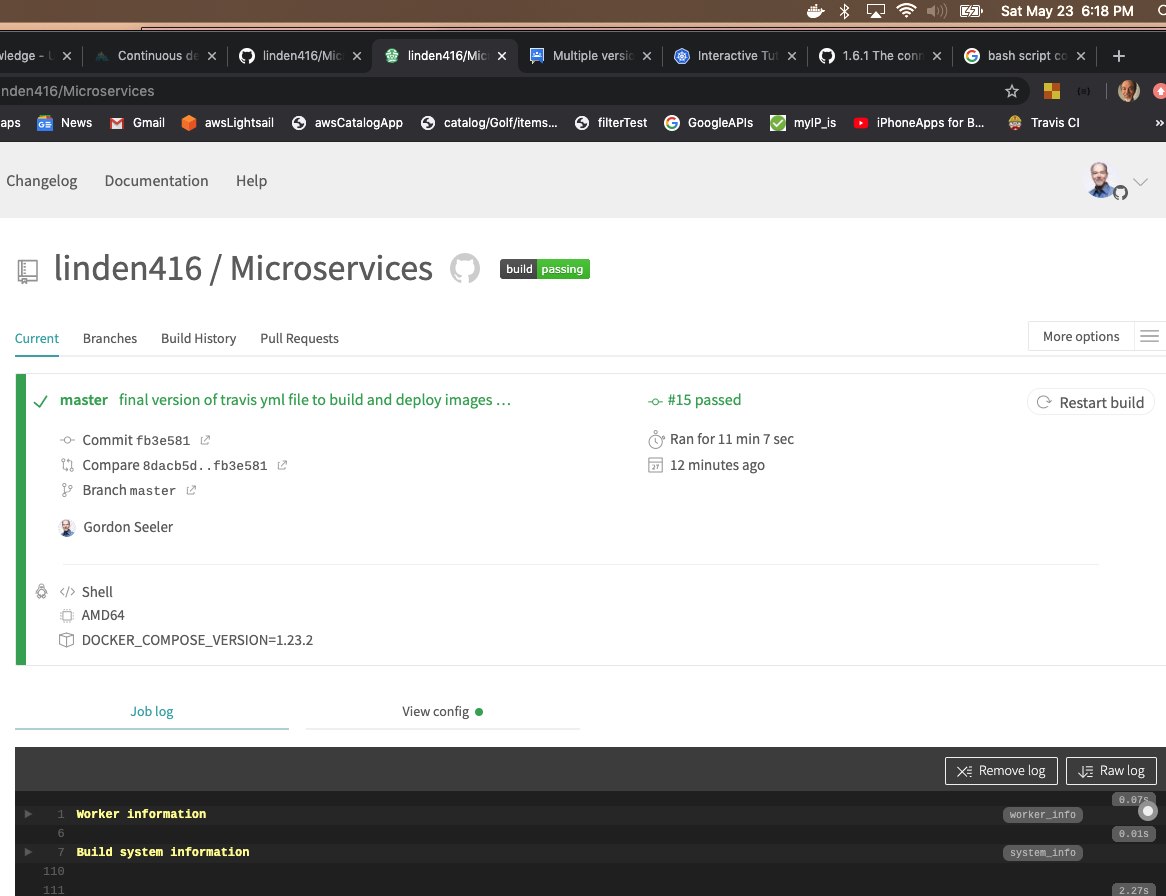 Sat May 23 6:18 PM
wledge - U Continuous de linden416/Mic linden416/Mic Multiple versio Interactive Tut 1.6.1 The conn bash script co
nden416/Microservices
aps News Gmail awsLightsail awsCatalogApp catalog/Golf/items... filterTest GoogleAPIs myIP_is iPhoneApps for B... Travis CI »
Changelog Documentation Help
linden416 / Microservices build passing
Current Branches Build History Pull Requests More options
master final version of travis yml file to build and deploy images … #15 passed Restart build
Commit fb3e581 Ran for 11 min 7 sec
Compare 8dacb5d..fb3e581 12 minutes ago
Branch master
Gordon Seeler
Shell
AMD64
DOCKER_COMPOSE_VERSION=1.23.2
Job log View config
Remove log Raw log
0.07s
1 Worker information worker_info
6 0.01s
7 Build system information system_info
110
111 2.27s